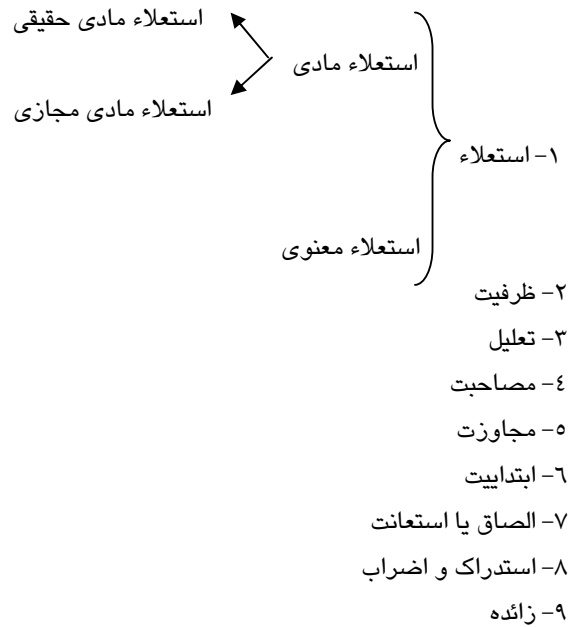 استعلاء مادی حقیقی
استعلاء مادی
استعلاء مادی مجازی
۱- استعلاء
استعلاء معنوی
۲- ظرفیت
۳- تعلیل
٤- مصاحبت
٥- مجاوزت
٦- ابتداییت
۷- الصاق یا استعانت
۸- استدراک و اضراب
۹- زائده